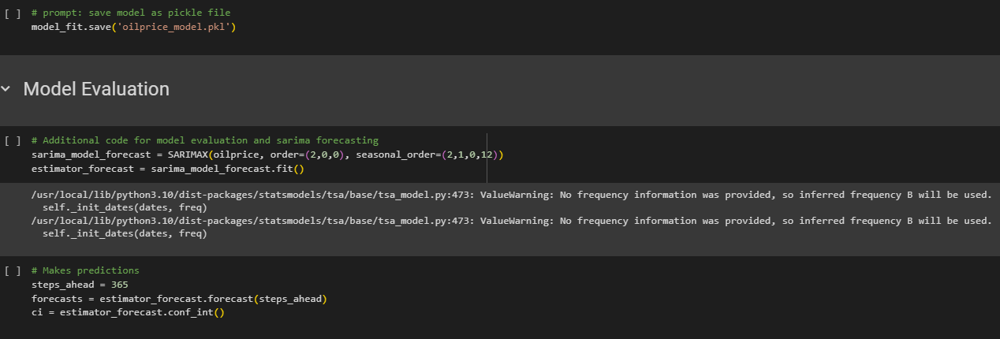 [ ] # prompt: save model as pickle file
model_fit.save('oilprice_model.pkl')
Model Evaluation
[ ] # Additional code for model evaluation and sarima forecasting
sarima_model_forecast = SARIMAX(oilprice, order=(2,0,0), seasonal_order=(2,1,0,12))
estimator_forecast = sarima_model_forecast.fit()
/usr/local/lib/python3.10/dist-packages/statsmodels/tsa/base/tsa_model.py:473: ValueWarning: No frequency information was provided, so inferred frequency B will be used.
  self._init_dates(dates, freq)
/usr/local/lib/python3.10/dist-packages/statsmodels/tsa/base/tsa_model.py:473: ValueWarning: No frequency information was provided, so inferred frequency B will be used.
  self._init_dates(dates, freq)
[ ] # Makes predictions
steps_ahead = 365
forecasts = estimator_forecast.forecast(steps_ahead)
ci = estimator_forecast.conf_int()